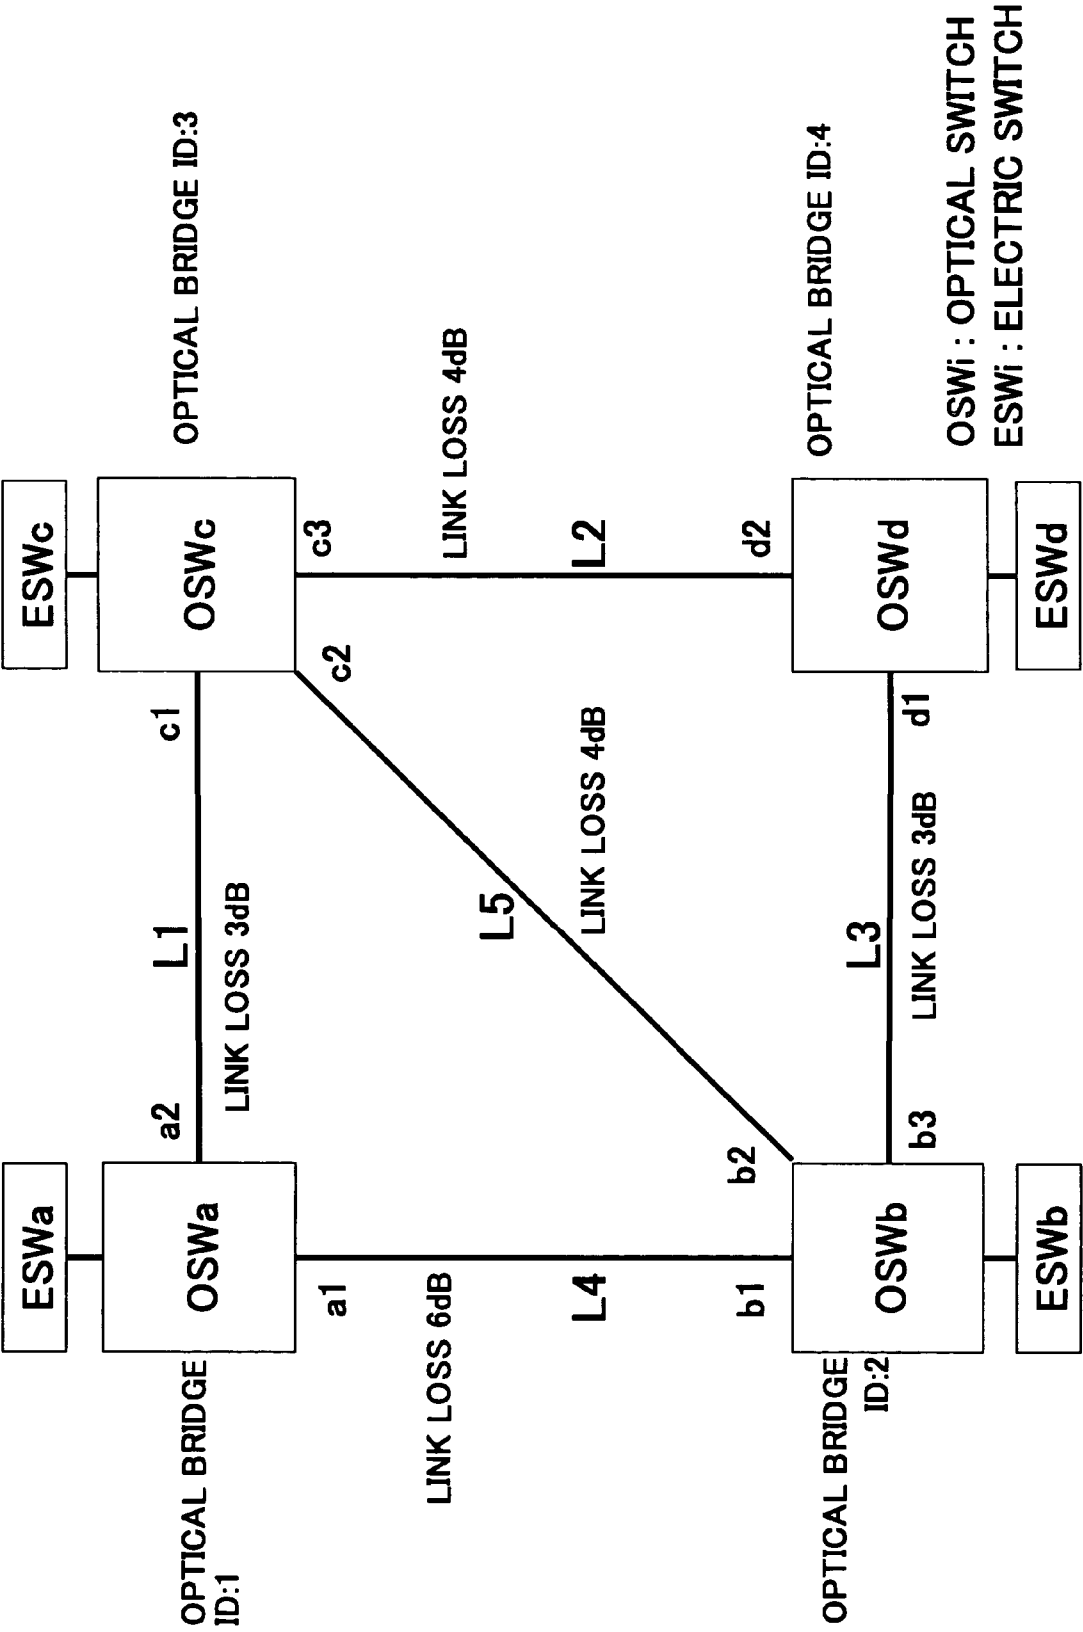 ESWa
ESWc
OPTICAL BRIDGE
ID:1
OSWa
a2
L1
c1
OSWc
OPTICAL BRIDGE ID:3
LINK LOSS 3dB
a1
c2
c3
LINK LOSS 6dB
LINK LOSS 4dB
L5
L4
LINK LOSS 4dB
L2
b1
b2
d2
OPTICAL BRIDGE
ID:2
OSWb
L3
OSWd
OPTICAL BRIDGE ID:4
b3
LINK LOSS 3dB
d1
ESWb
ESWd
OSWi : OPTICAL SWITCH
ESWi : ELECTRIC SWITCH